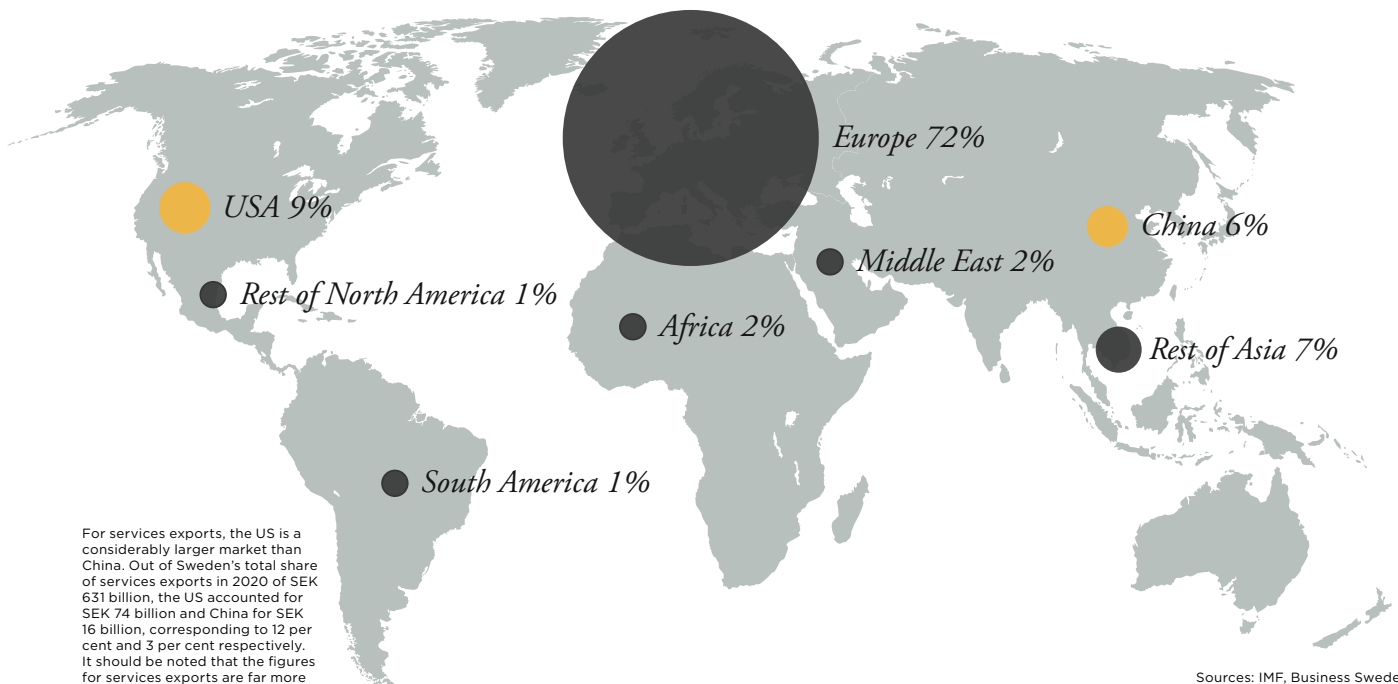 Europe 72%
USA 9%
China 6%
Middle East 2%
Rest of North America 1%
Africa 2%
Rest of Asia 7%
South America 1%
For services exports, the US is a
considerably larger market than
China. Out of Sweden's total share
of services exports in 2020 of SEK
631 billion, the US accounted for
SEK 74 billion and China for SEK
16 billion, corresponding to 12 per
cent and 3 per cent respectively.
It should be noted that the figures
for services exports are far more
Sources: IMF, Business Swede